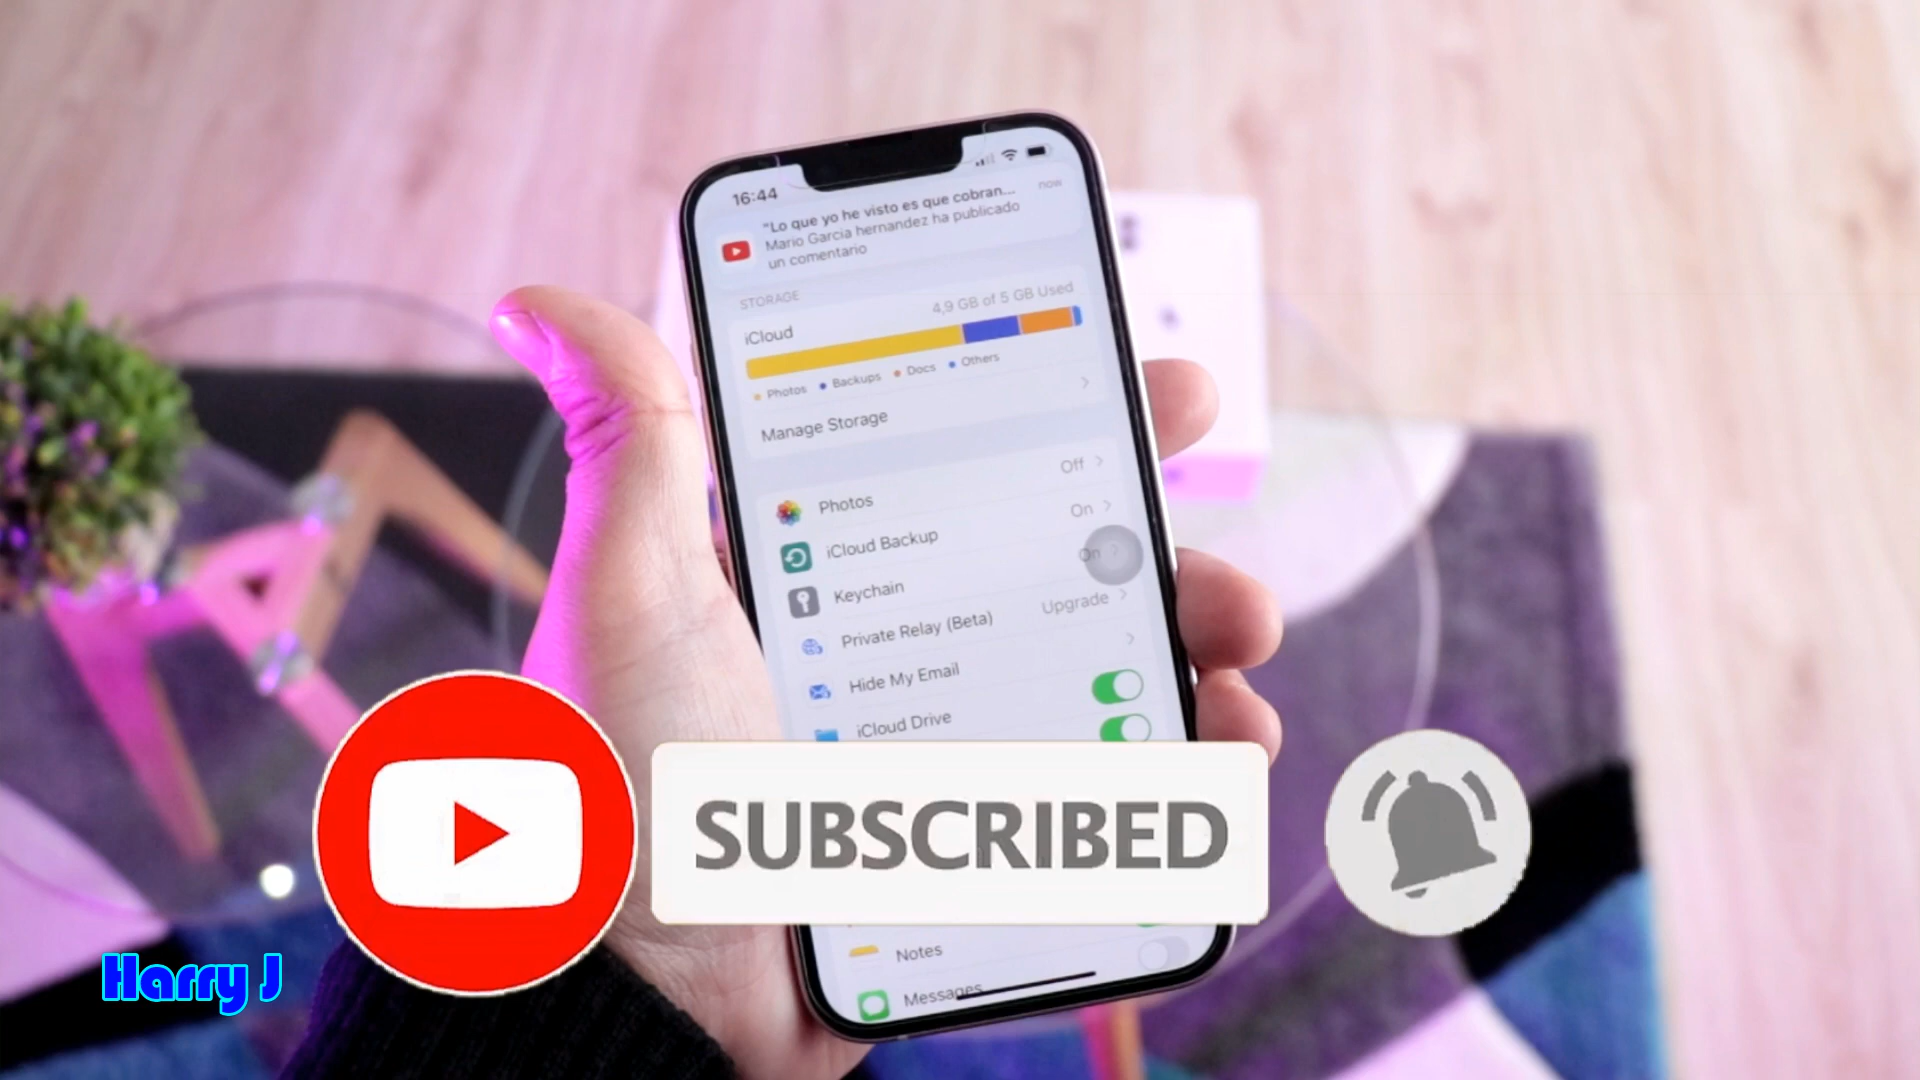 16:44
"Lo que yo he visto es que cobran...
now
Mario Garcia hernandez ha publicado
un comentario
STORAGE
iCloud
4,9 GB of 5 GB Used
Photos
Backups
Docs
Others
Manage Storage
Photos
Off
iCloud Backup
On
Keychain
On
Private Relay (Beta)
Upgrade
Hide My Email
iCloud Drive
SUBSCRIBED
Notes
Messages
Harry J